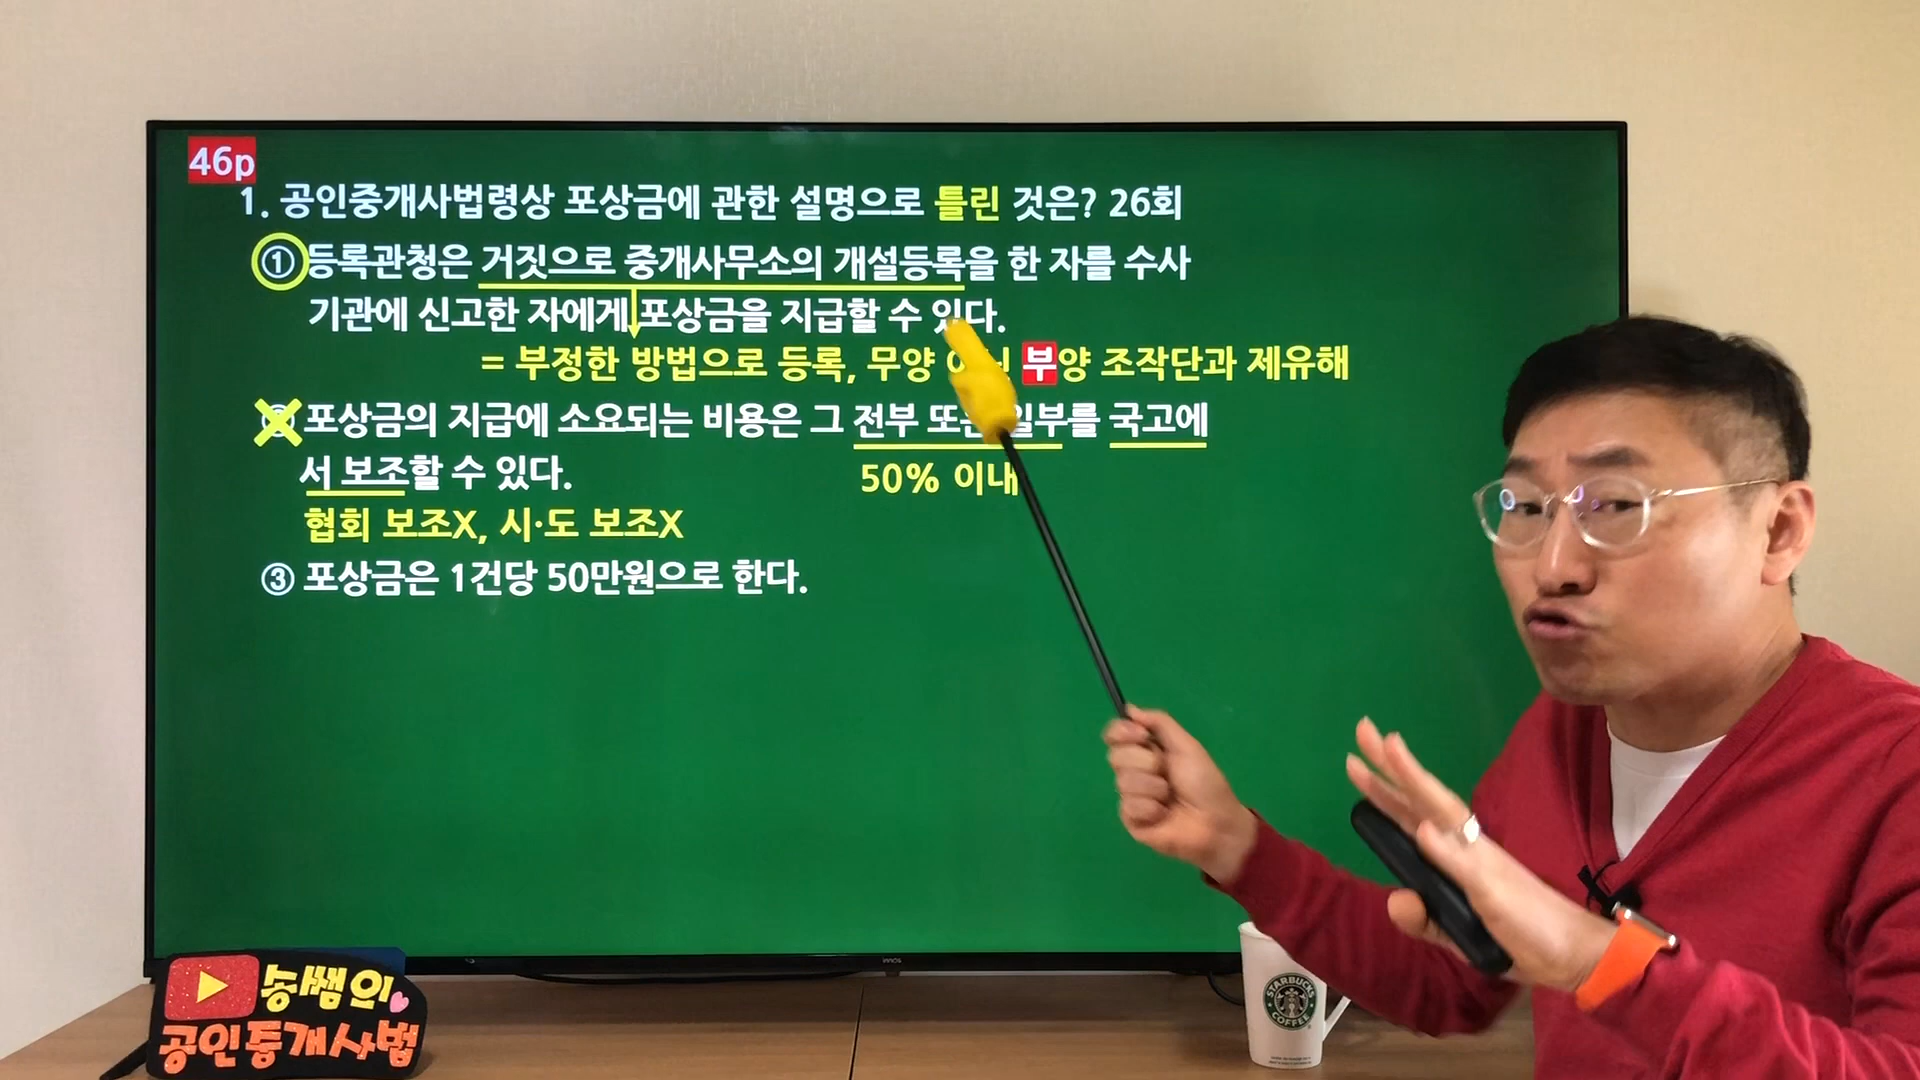 46p
1. 공인중개사법령상 포상금에 관한 설명으로 틀린 것은? 26회
① 등록관청은 거짓으로 중개사무소의 개설등록을 한 자를 수사
기관에 신고한 자에게 포상금을 지급할 수 있다.
= 부정한 방법으로 등록, 무양 부양 조작단과 제유해
포상금의 지급에 소요되는 비용은 그 전부 또는 일부를 국고에
서 보조할 수 있다.
50% 이내
협회 보조X, 시·도 보조X
③ 포상금은 1건당 50만원으로 한다.
송쌤의
공인중개사법
STARBUCKS
COFFEE